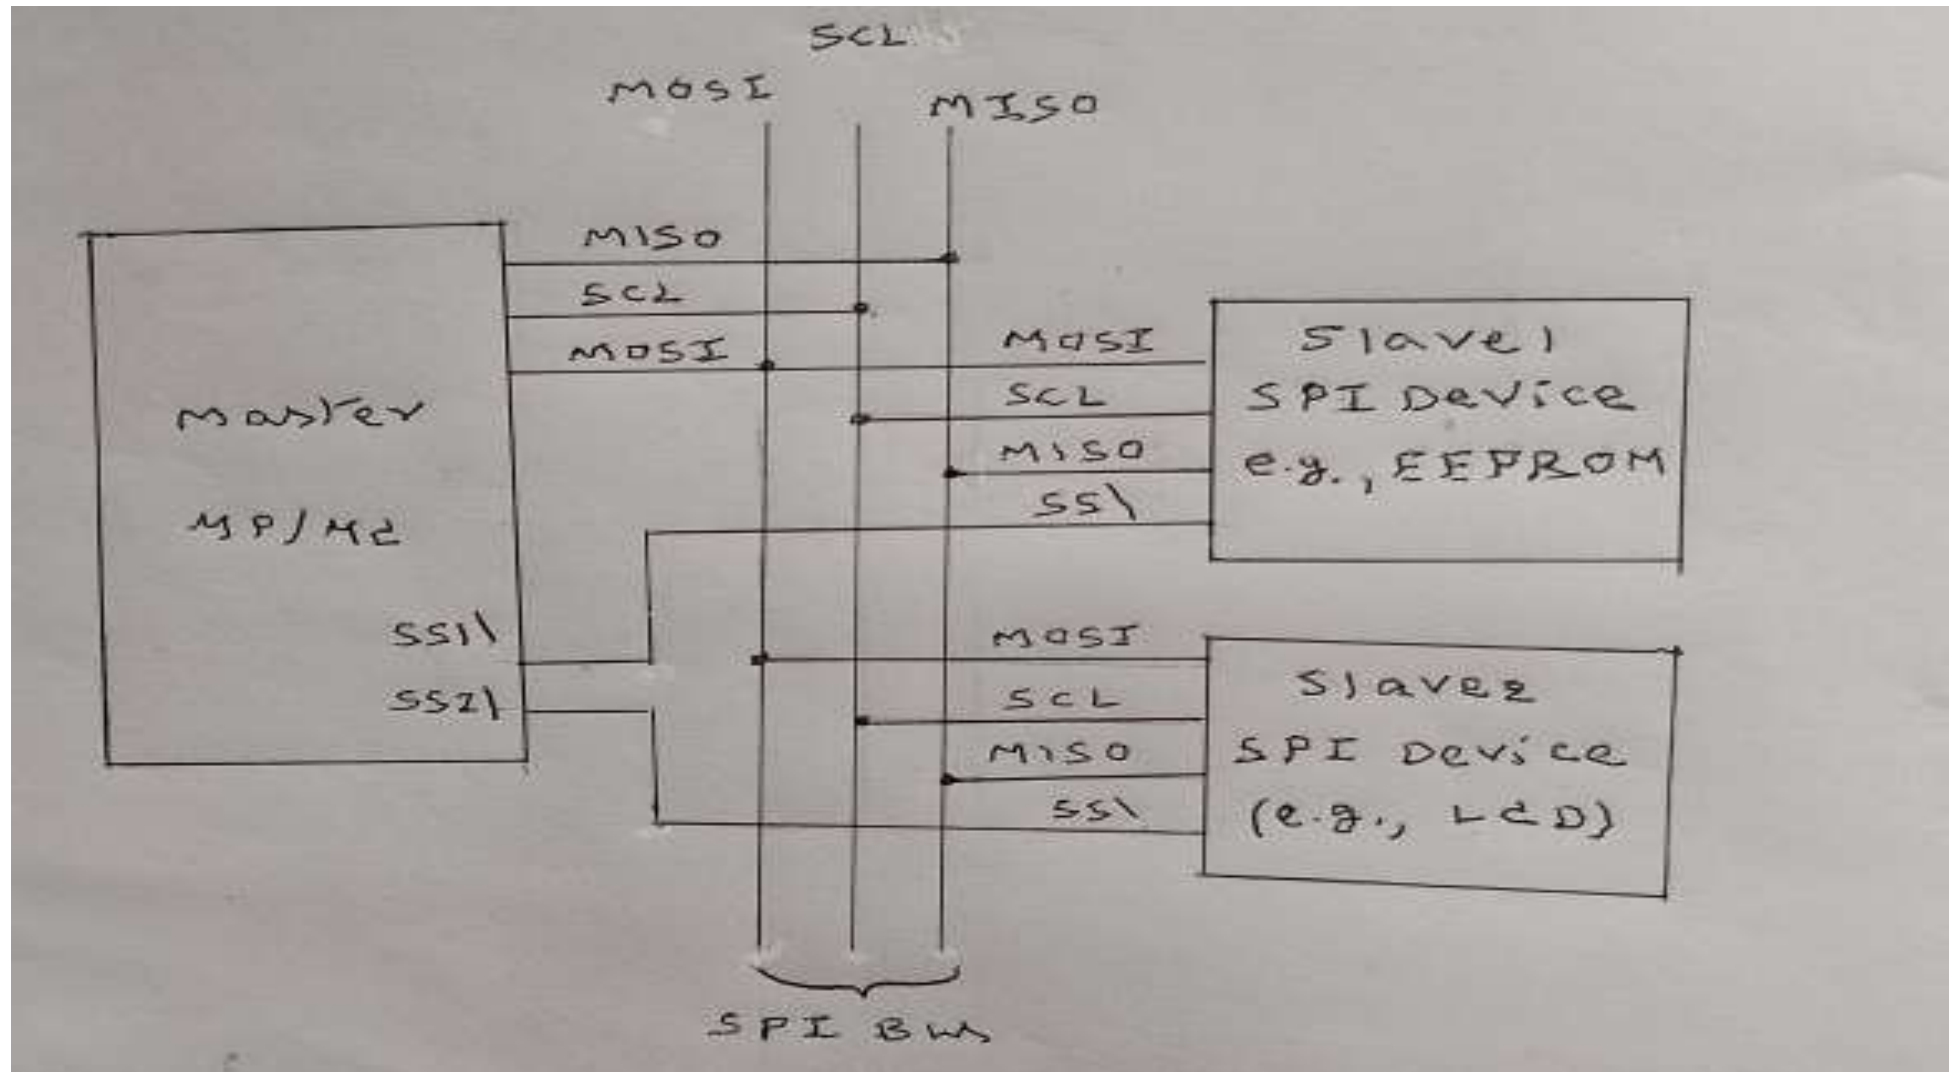 SCL
MOSI
MISO
MISO
SCL
MOSI
Master
MP/MC
SS1\
SS2\
MOSI
SCL
MISO
SS\
Slave1
SPI Device
e.g., EEPROM
MOSI
SCL
MISO
SS\
Slave2
SPI Device
(e.g., LCD)
SPI Bus